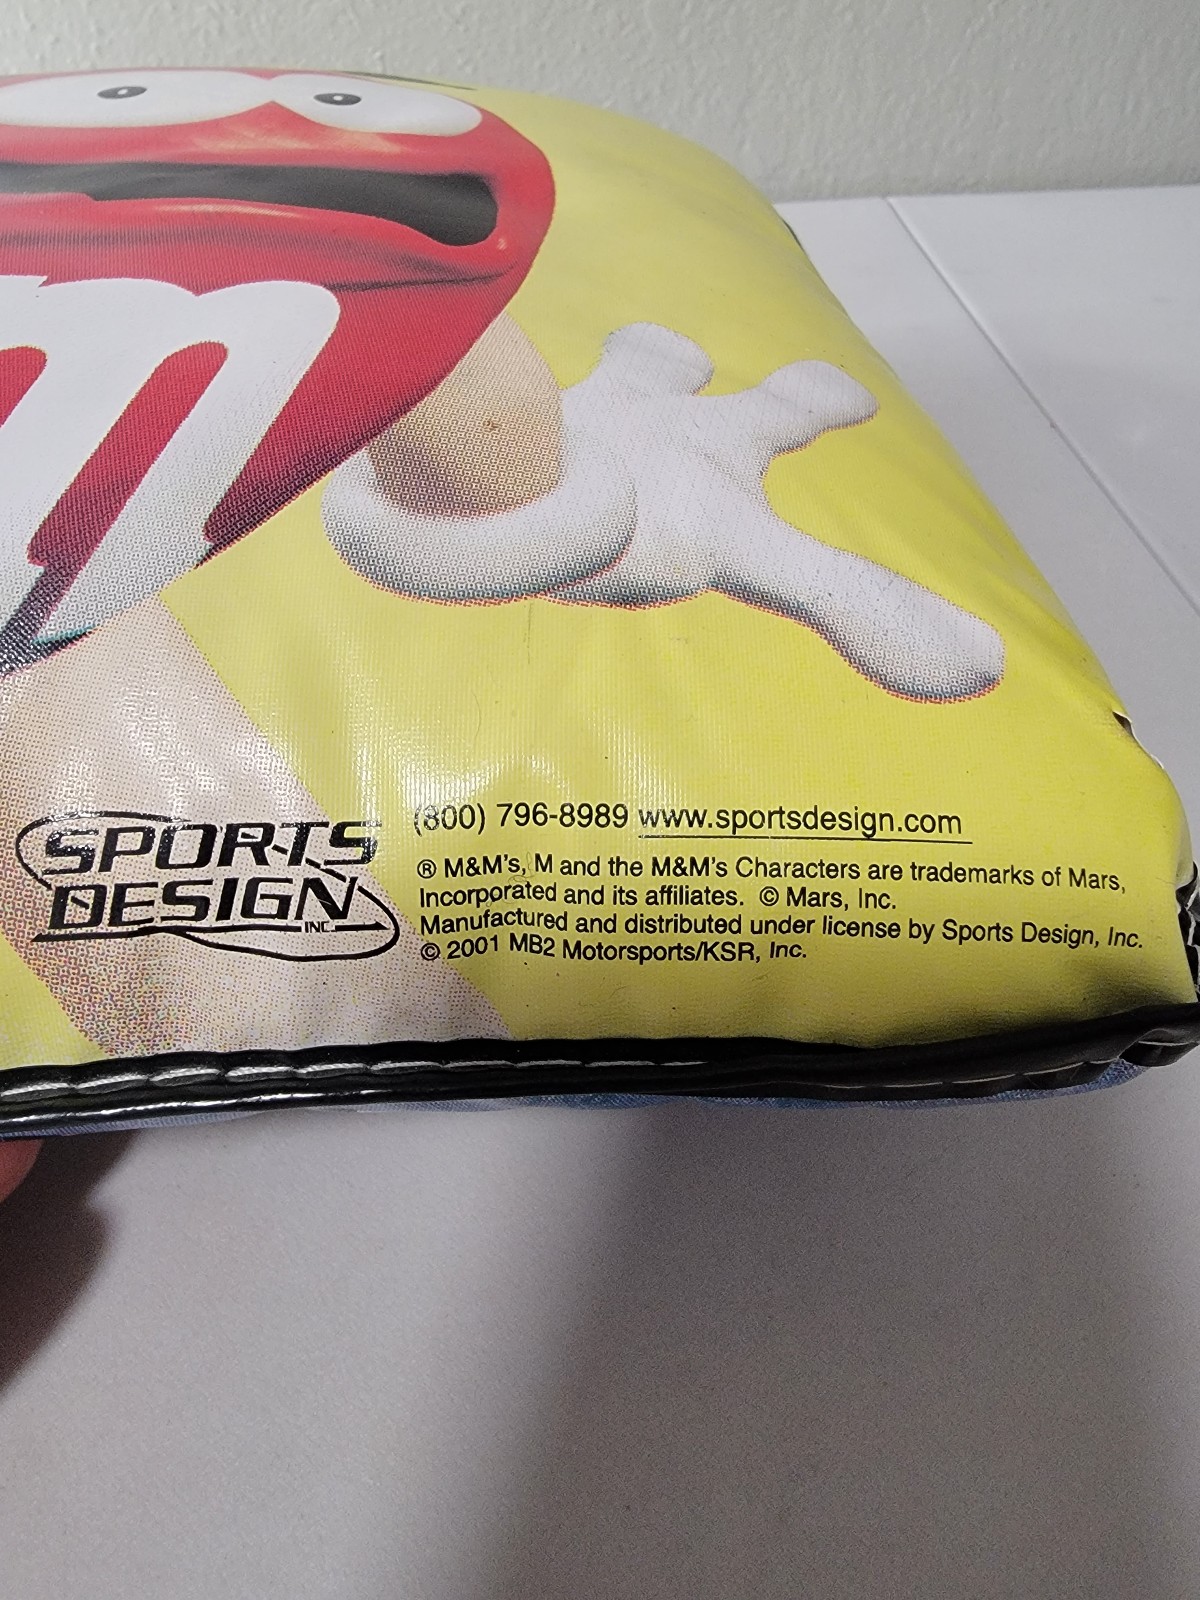 m
SPORTS
DESIGN
INC.
(800) 796-8989 www.sportsdesign.com
® M&M's, M and the M&M's Characters are trademarks of Mars,
Incorporated and its affiliates. © Mars, Inc.
Manufactured and distributed under license by Sports Design, Inc.
© 2001 MB2 Motorsports/KSR, Inc.